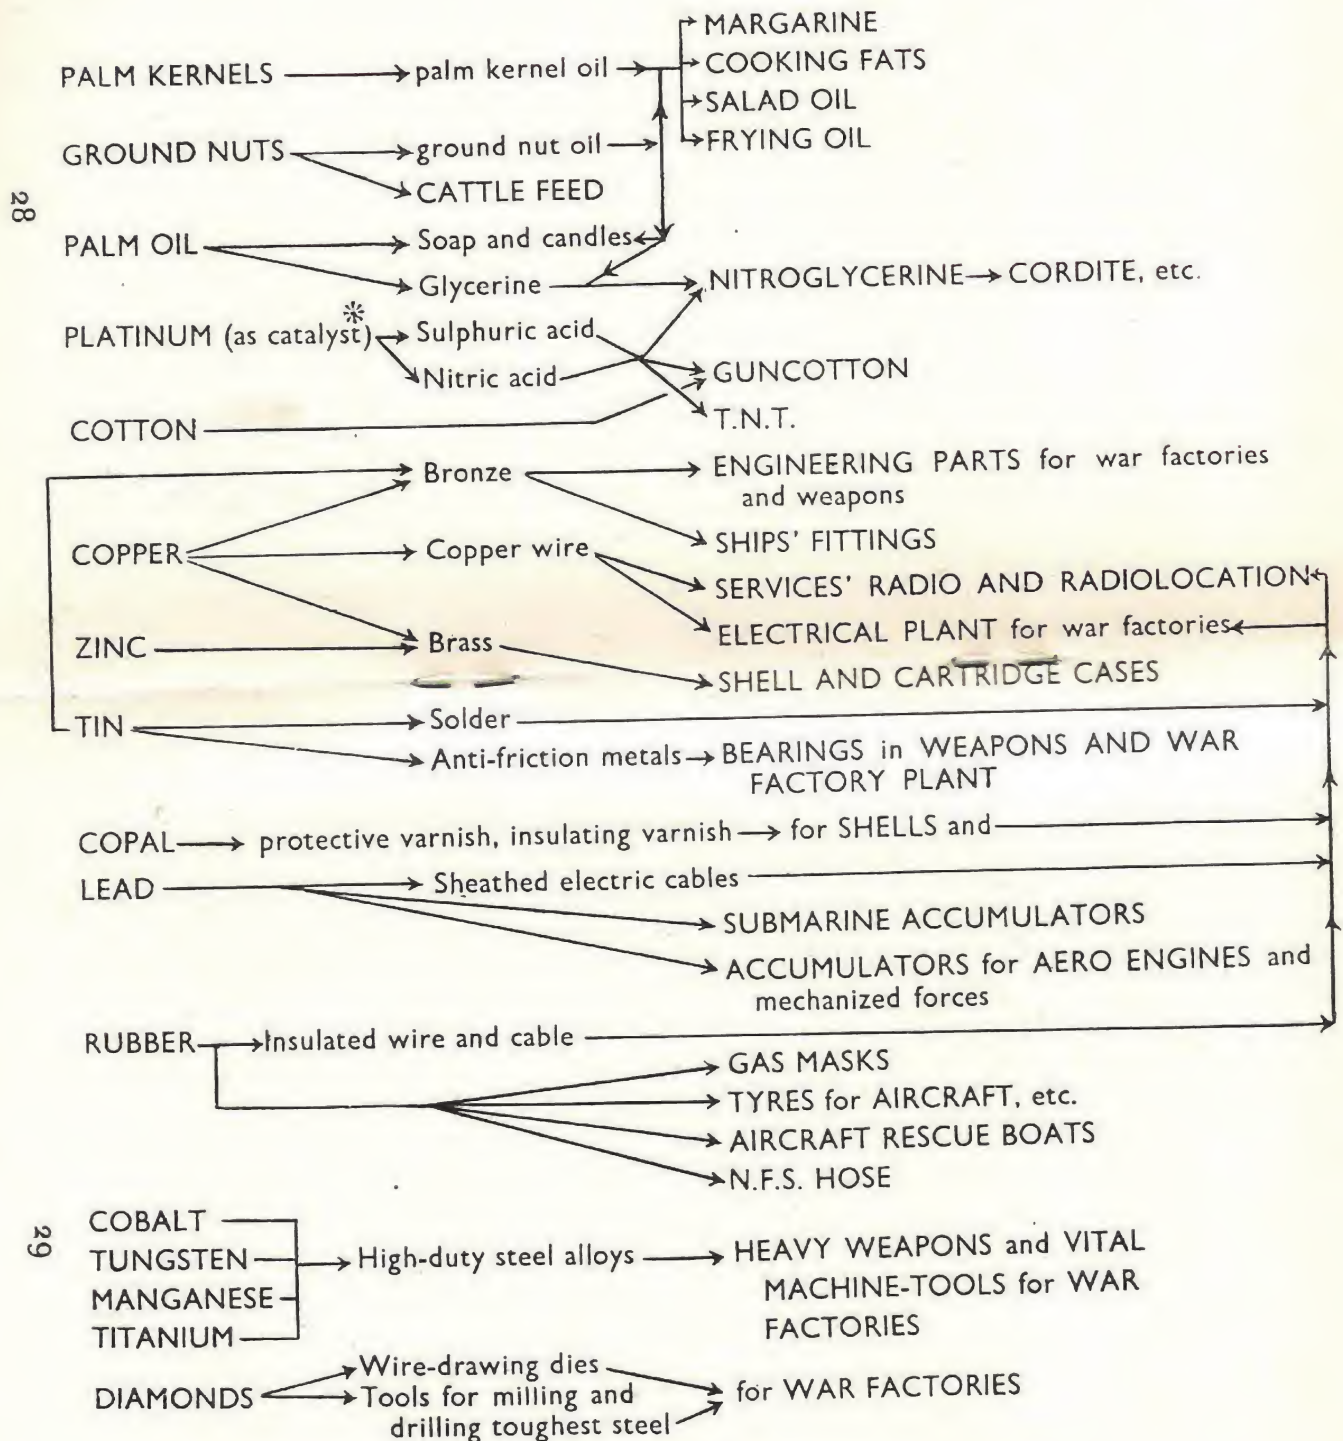 PALM KERNELS palm kernel oil
MARGARINE
COOKING FATS
SALAD OIL
FRYING OIL
GROUND NUTS ground nut oil
CATTLE FEED
28
PALM OIL Soap and candles
Glycerine NITROGLYCERINE CORDITE, etc.
PLATINUM (as catalyst) * Sulphuric acid
Nitric acid GUNCOTTON
COTTON T.N.T.
Bronze ENGINEERING PARTS for war factories
and weapons
SHIPS' FITTINGS
COPPER Copper wire
SERVICES' RADIO AND RADIOLOCATION
ELECTRICAL PLANT for war factories
ZINC Brass
SHELL AND CARTRIDGE CASES
TIN Solder
Anti-friction metals BEARINGS in WEAPONS AND WAR
FACTORY PLANT
COPAL protective varnish, insulating varnish for SHELLS and
LEAD Sheathed electric cables
SUBMARINE ACCUMULATORS
ACCUMULATORS for AERO ENGINES and
mechanized forces
RUBBER Insulated wire and cable
GAS MASKS
TYRES for AIRCRAFT, etc.
AIRCRAFT RESCUE BOATS
N.F.S. HOSE
29
COBALT
TUNGSTEN High-duty steel alloys HEAVY WEAPONS and VITAL
MANGANESE MACHINE-TOOLS for WAR
TITANIUM FACTORIES
Wire-drawing dies
DIAMONDS Tools for milling and for WAR FACTORIES
drilling toughest steel